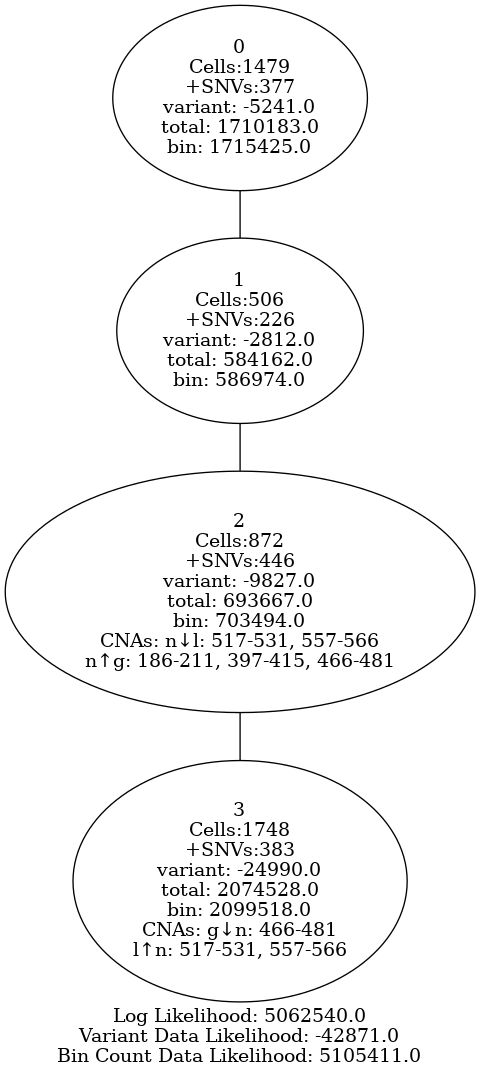 0
Cells:1479
+SNVs:377
variant: -5241.0
total: 1710183.0
bin: 1715425.0
1
Cells:506
+SNVs:226
variant: -2812.0
total: 584162.0
bin: 586974.0
2
Cells:872
+SNVs:446
variant: -9827.0
total: 693667.0
bin: 703494.0
CNAs: n↓l: 517-531, 557-566
n↑g: 186-211, 397-415, 466-481
3
Cells:1748
+SNVs:383
variant: -24990.0
total: 2074528.0
bin: 2099518.0
CNAs: g↓n: 466-481
l↑n: 517-531, 557-566
Log Likelihood: 5062540.0
Variant Data Likelihood: -42871.0
Bin Count Data Likelihood: 5105411.0